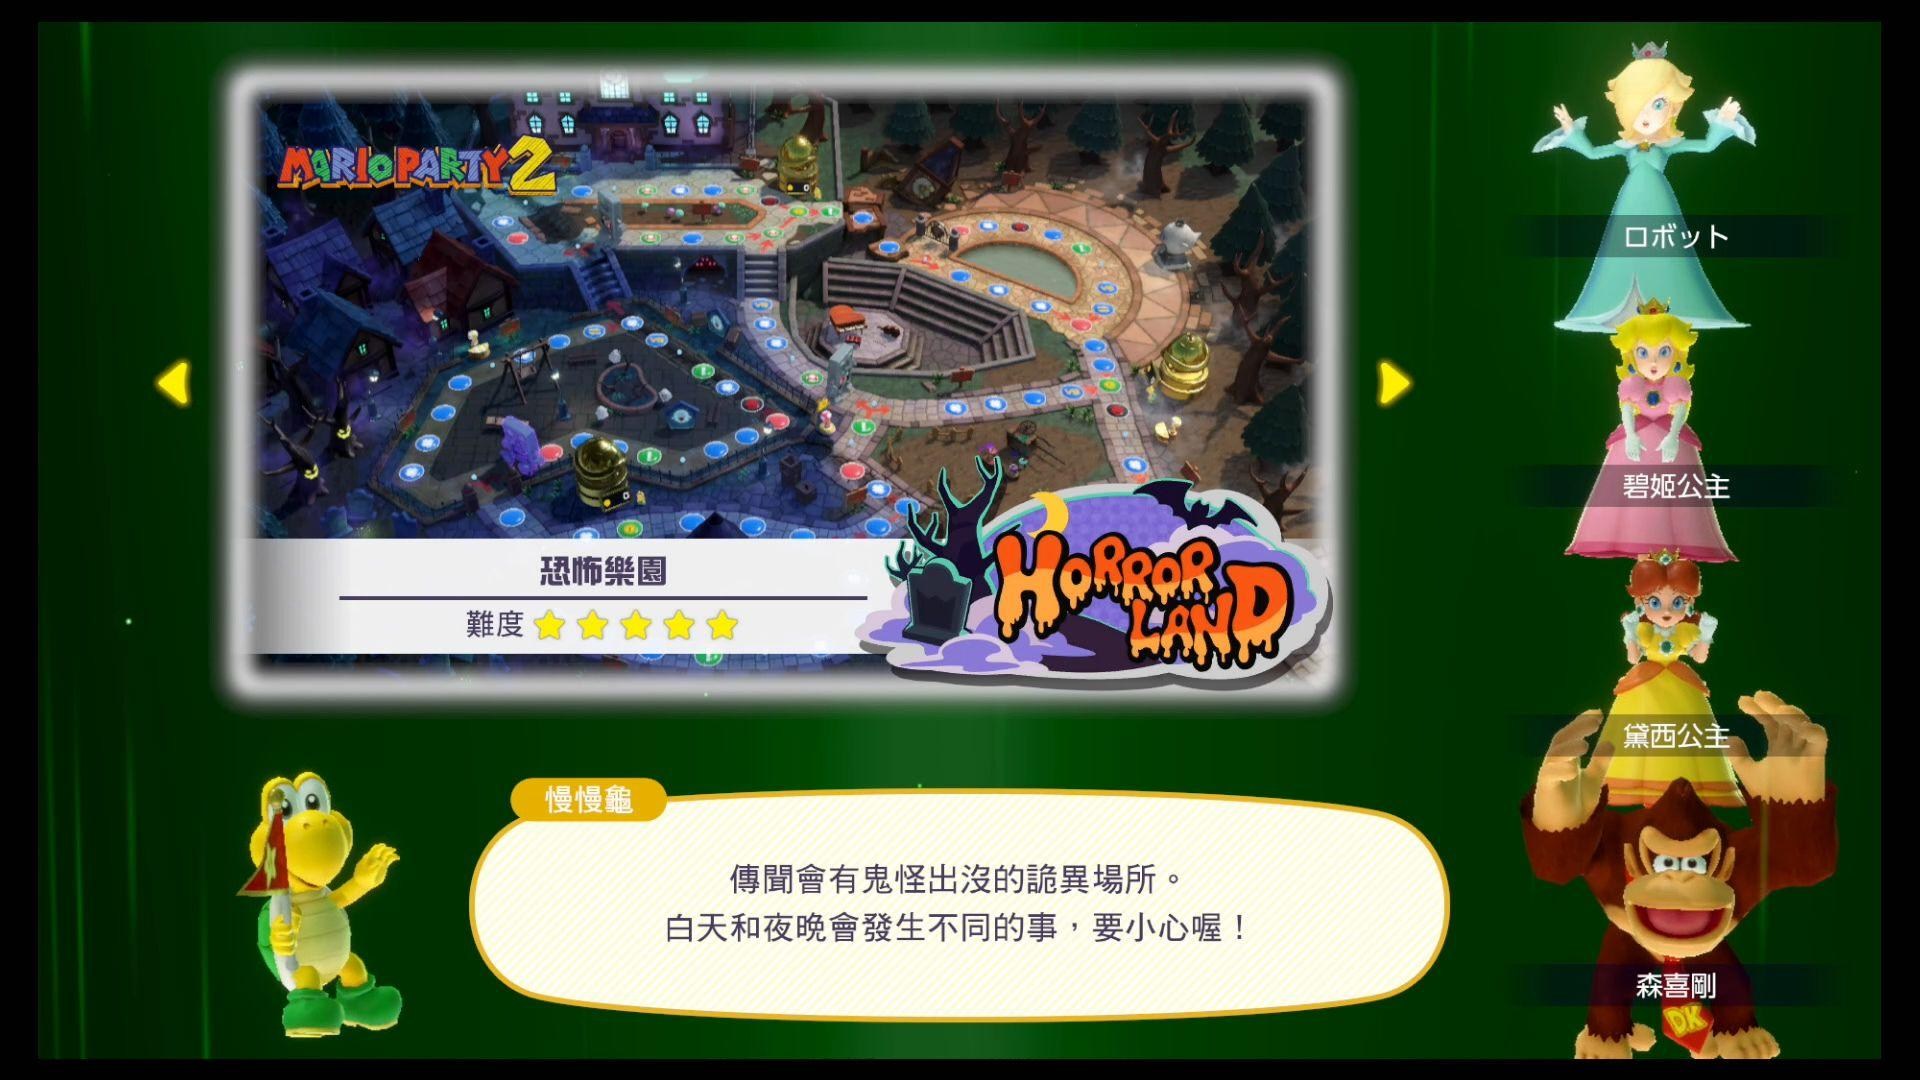 MARIO PARTY 2
恐怖樂園
難度
HORROR
LAND
慢慢龜
傳聞會有鬼怪出沒的詭異場所。
白天和夜晚會發生不同的事，要小心喔！
ロボット
碧姬公主
黛西公主
森喜剛
DK